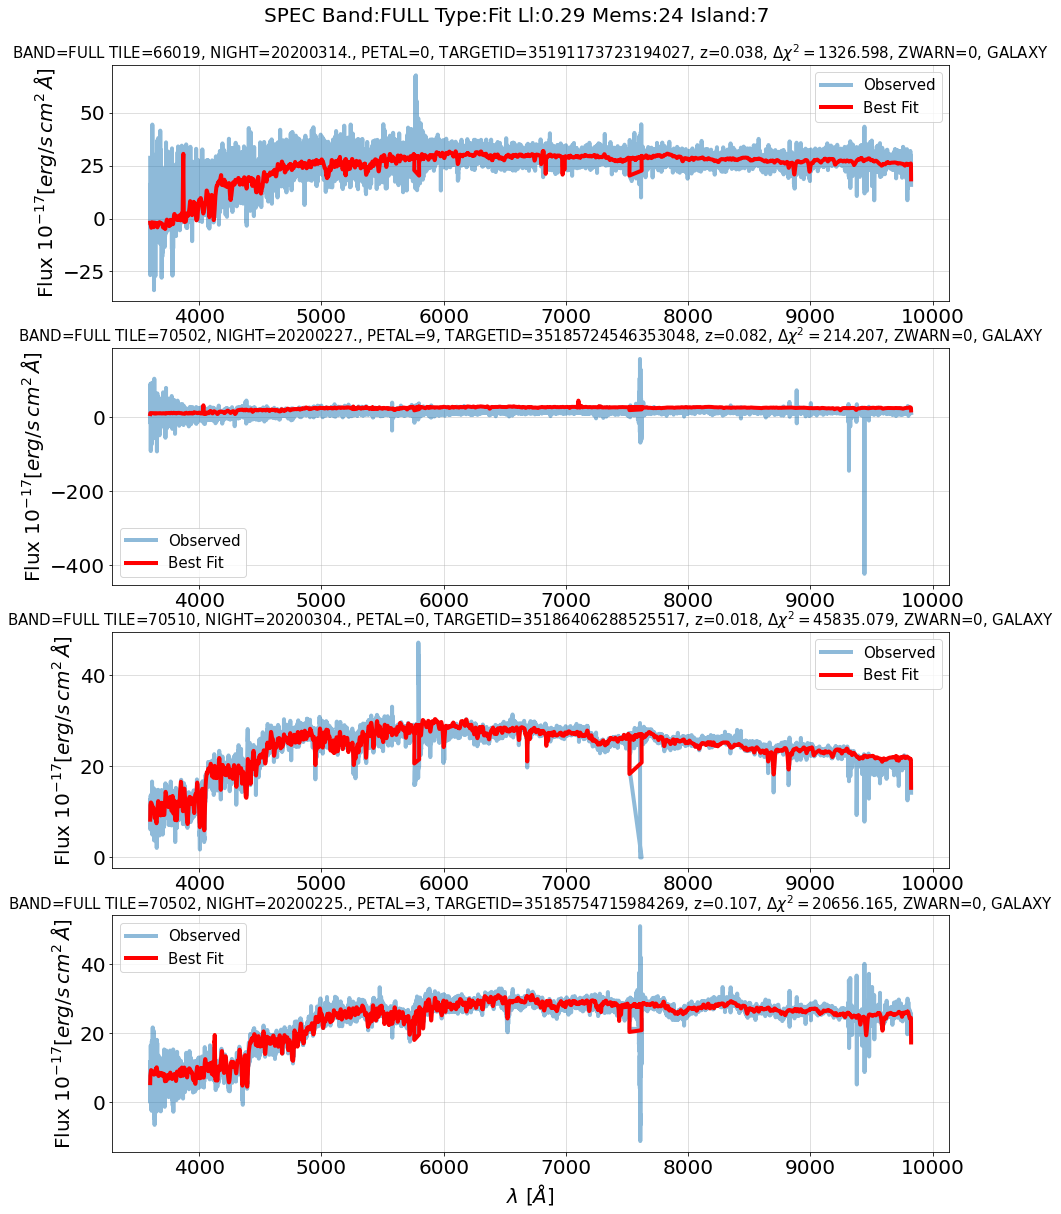 SPEC Band:FULL Type:Fit Ll:0.29 Mems:24 Island:7
BAND=FULL TILE=66019, NIGHT=20200314., PETAL=0, TARGETID=35191173723194027, z=0.038, Δχ² = 1326.598, ZWARN=0, GALAXY
Flux 10⁻¹⁷[erg/s cm² Å]
50
25
0
−25
Observed
Best Fit
4000 5000 6000 7000 8000 9000 10000
BAND=FULL TILE=70502, NIGHT=20200227., PETAL=9, TARGETID=35185724546353048, z=0.082, Δχ² = 214.207, ZWARN=0, GALAXY
Flux 10⁻¹⁷[erg/s cm² Å]
0
−200
−400
Observed
Best Fit
4000 5000 6000 7000 8000 9000 10000
BAND=FULL TILE=70510, NIGHT=20200304., PETAL=0, TARGETID=35186406288525517, z=0.018, Δχ² = 45835.079, ZWARN=0, GALAXY
Flux 10⁻¹⁷[erg/s cm² Å]
40
20
0
Observed
Best Fit
4000 5000 6000 7000 8000 9000 10000
BAND=FULL TILE=70502, NIGHT=20200225., PETAL=3, TARGETID=35185754715984269, z=0.107, Δχ² = 20656.165, ZWARN=0, GALAXY
Flux 10⁻¹⁷[erg/s cm² Å]
40
20
0
Observed
Best Fit
4000 5000 6000 7000 8000 9000 10000
λ [Å]